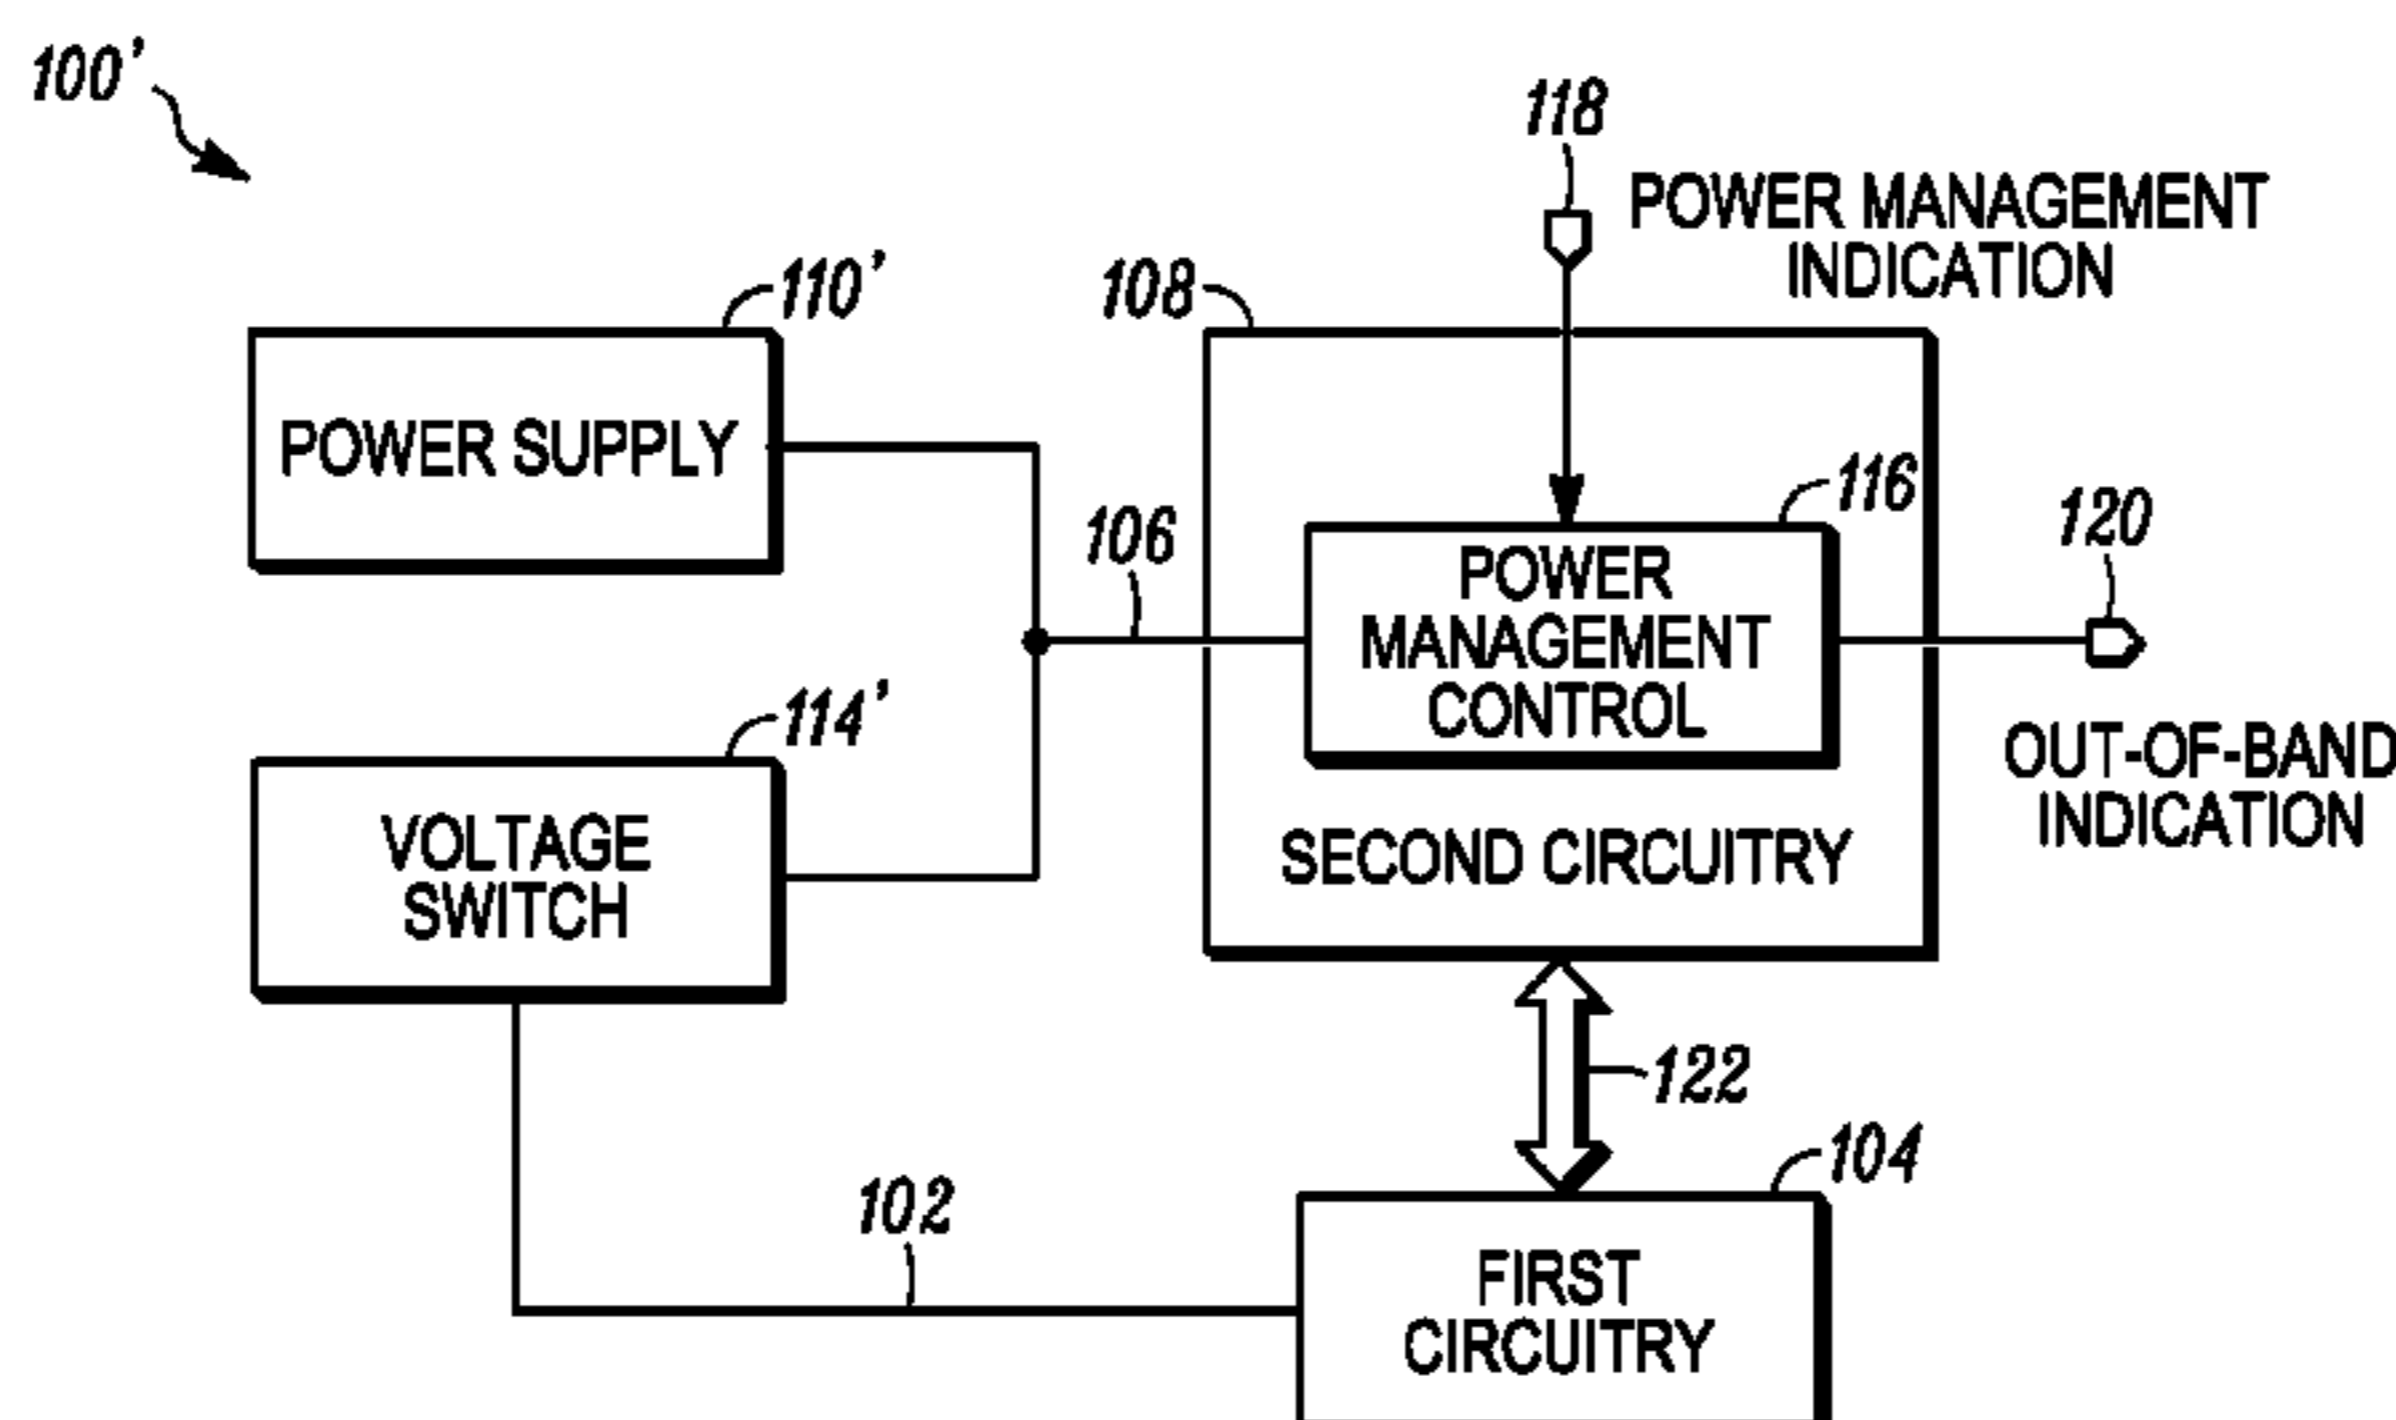 100'
118
POWER MANAGEMENT
INDICATION
110'
108
POWER SUPPLY
116
120
106
POWER
MANAGEMENT
CONTROL
114'
OUT-OF-BAND
INDICATION
VOLTAGE
SWITCH
SECOND CIRCUITRY
122
104
102
FIRST
CIRCUITRY